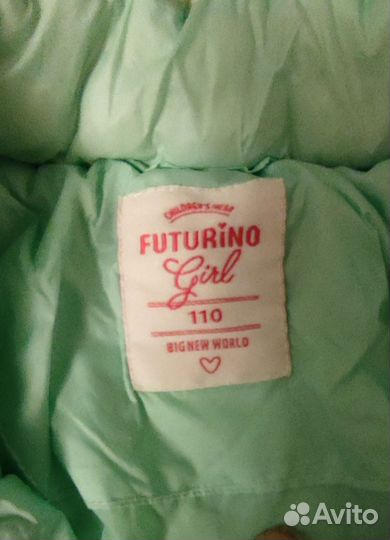 CHILDREN'S WEAR
FUTURiNO
Girl
110
BIG NEW WORLD
Avito